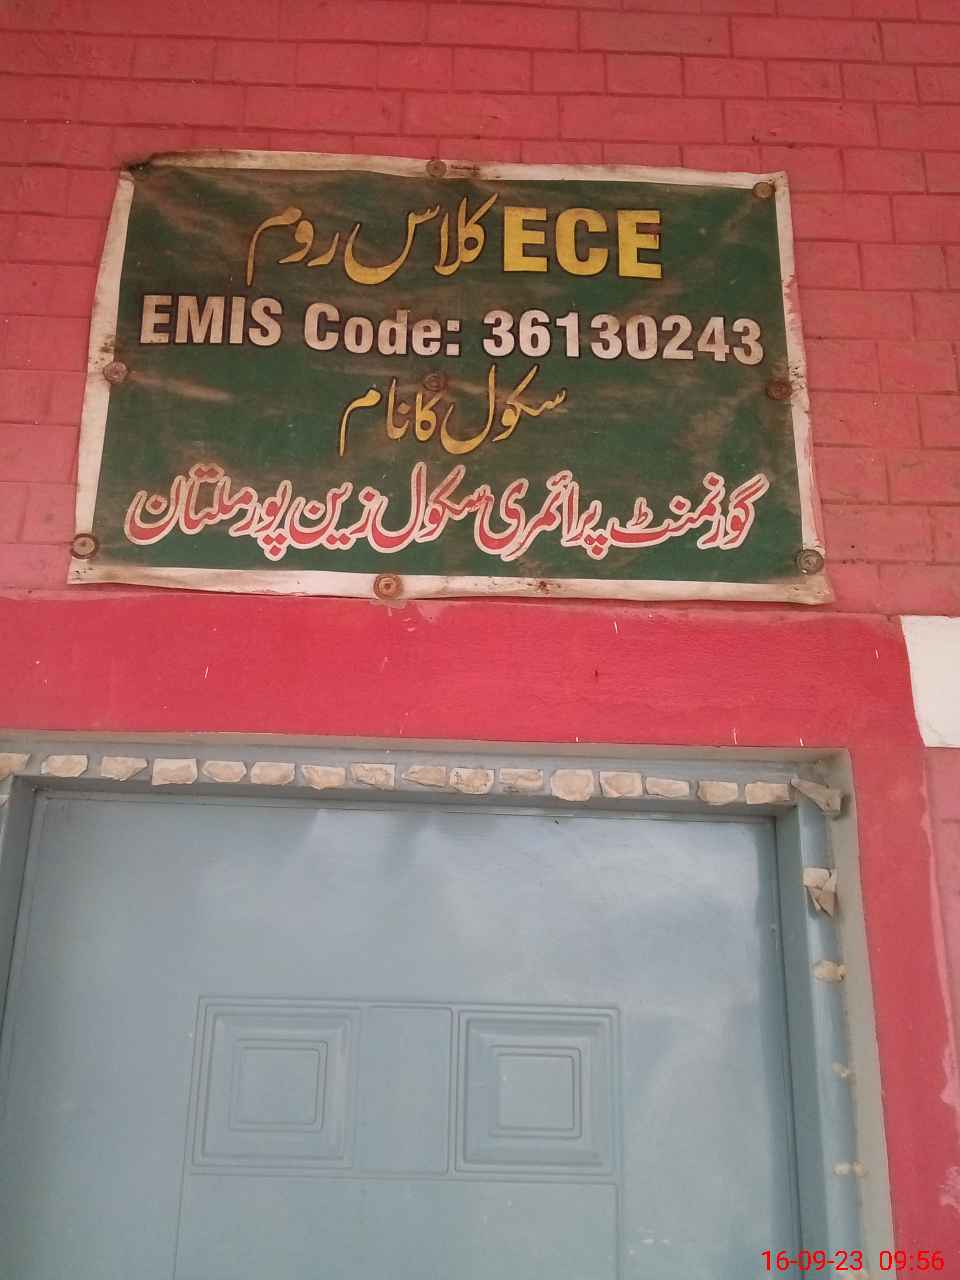 ECE کلاس روم
EMIS Code: 36130243
سکول کا نام
گورنمنٹ پرائمری سکول زین پور ملتان
16-09-23 09:56